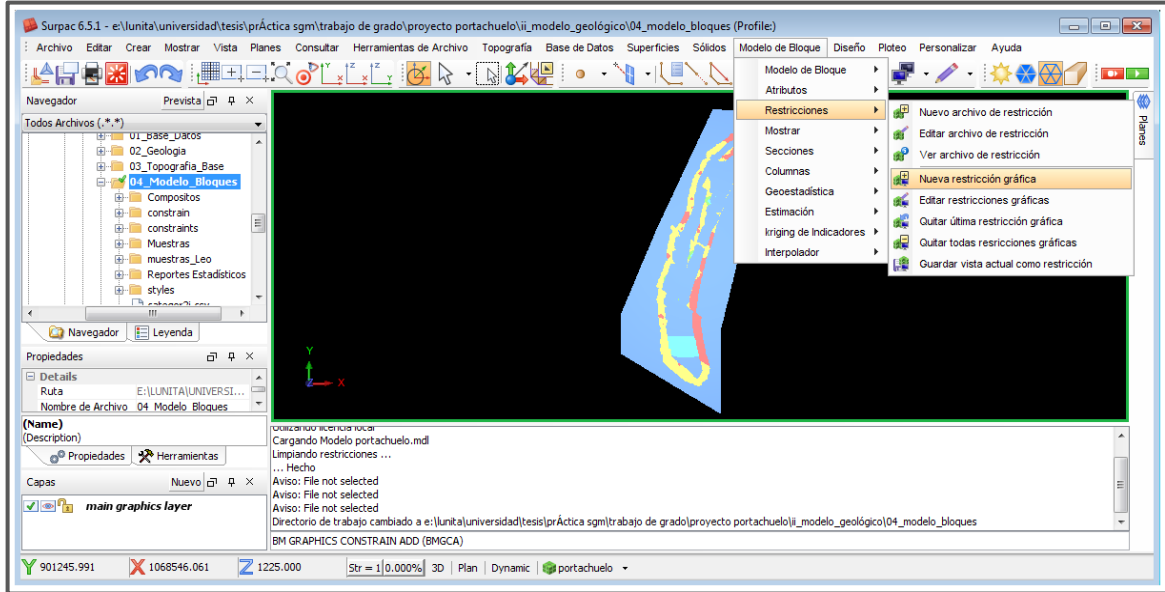 Surpac 6.5.1 - e:\lunita\universidad\tesis\prÁctica sgm\trabajo de grado\proyecto portachuelo\ii_modelo_geológico\04_modelo_bloques (Profile:)
Archivo Editar Crear Mostrar Vista Planes Consultar Herramientas de Archivo Topografía Base de Datos Superficies Sólidos Modelo de Bloque Diseño Ploteo Personalizar Ayuda
Navegador Prevista
Todos Archivos (.*.*)
01_Base_Datos
02_Geologia
03_Topografia_Base
04_Modelo_Bloques
Compositos
constrain
constraints
Muestras
muestras_Leo
Reportes Estadísticos
styles
Navegador Leyenda
Propiedades
Details
Ruta E:\LUNITA\UNIVERSI...
Nombre de Archivo 04 Modelo Bloques
(Name)
(Description)
Propiedades Herramientas
Capas Nuevo
main graphics layer
Modelo de Bloque
Atributos
Restricciones
Mostrar
Secciones
Columnas
Geoestadística
Estimación
kriging de Indicadores
Interpolador
Nuevo archivo de restricción
Editar archivo de restricción
Ver archivo de restricción
Nueva restricción gráfica
Editar restricciones gráficas
Quitar última restricción gráfica
Quitar todas resricciones gráficas
Guardar vista actual como restricción
Planes
Y
X
Utilizando licencia local
Cargando Modelo portachuelo.mdl
Limpiando restricciones ...
... Hecho
Aviso: File not selected
Aviso: File not selected
Aviso: File not selected
Directorio de trabajo cambiado a e:\lunita\universidad\tesis\prÁctica sgm\trabajo de grado\proyecto portachuelo\ii_modelo_geológico\04_modelo_bloques
BM GRAPHICS CONSTRAIN ADD (BMGCA)
Y 901245.991 X 1068546.061 Z 1225.000 Str = 1 0.000% 3D Plan Dynamic portachuelo